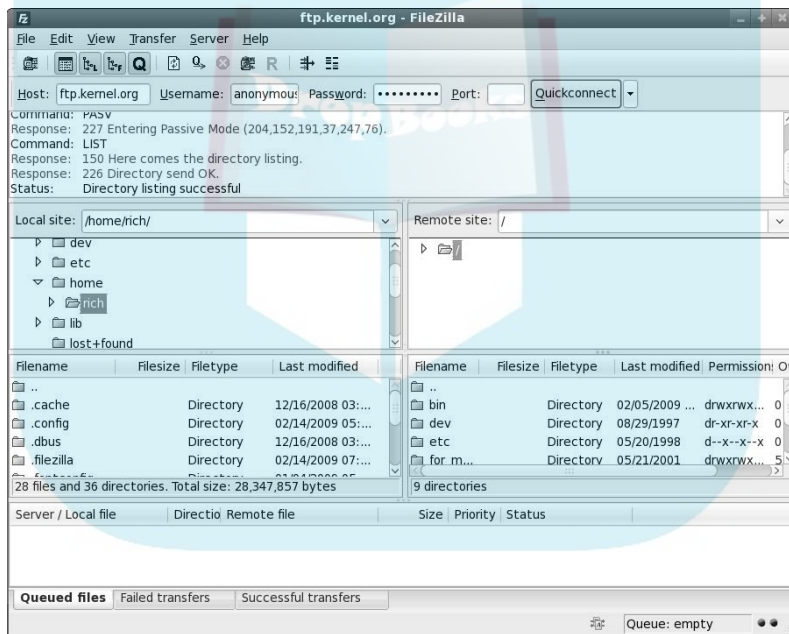 ftp.kernel.org - FileZilla
File Edit View Transfer Server Help
Host: ftp.kernel.org Username: anonymou Password: ••••••••• Port: Quickconnect
Command: PASV
Response: 227 Entering Passive Mode (204,152,191,37,247,76).
Command: LIST
Response: 150 Here comes the directory listing.
Response: 226 Directory send OK.
Status: Directory listing successful
Local site: /home/rich/ Remote site: /
dev
/
etc
home
rich
lib
lost+found
Filename Filesize Filetype Last modified
..
.cache Directory 12/16/2008 03:...
.config Directory 02/14/2009 05:...
.dbus Directory 12/16/2008 03:...
.filezilla Directory 02/14/2009 07:...
28 files and 36 directories. Total size: 28,347,857 bytes
Filename Filesize Filetype Last modified Permission: O
..
bin Directory 02/05/2009 ... drwxrwx... 0
dev Directory 08/29/1997 dr-xr-xr-x 0
etc Directory 05/20/1998 d--x--x--x 0
for_m... Directory 05/21/2001 drwxrwx... 5
9 directories
Server / Local file Directio Remote file Size Priority Status
Queued files Failed transfers Successful transfers
Queue: empty
DropBooks